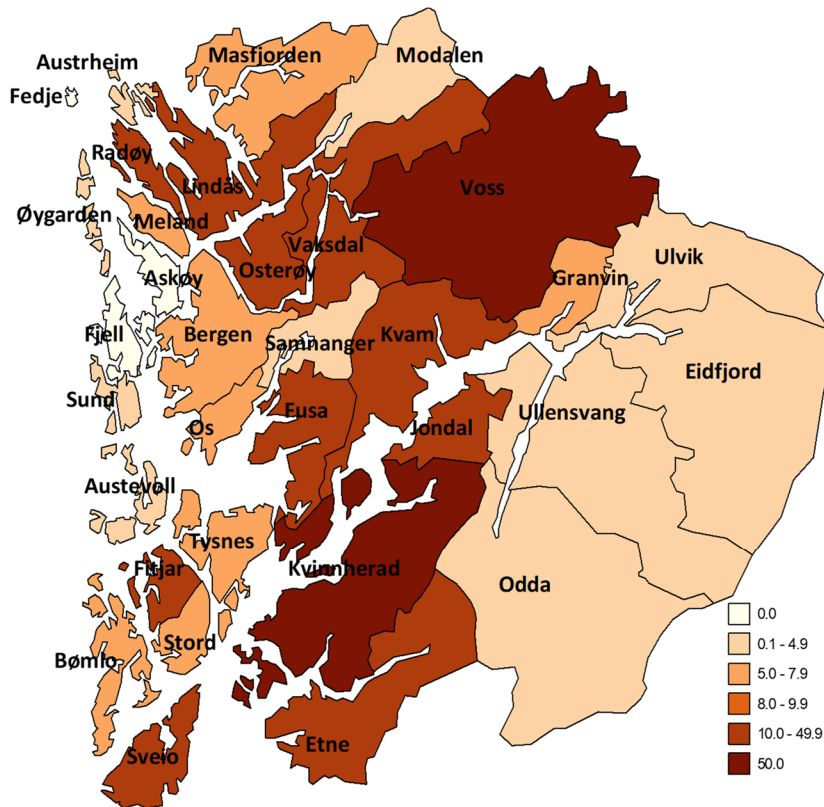 Masfjorden
Modalen
Austrheim
Fedje
Radøy
Lindås
Voss
Øygarden
Meland
Vaksdal
Ulvik
Askøy
Osterøy
Granvin
Fjell
Bergen
Samnanger
Kvam
Eidfjord
Sund
Os
Fusa
Jondal
Ullensvang
Austevoll
Tysnes
Fitjar
Kvinnherad
Odda
Stord
Bømlo
Etne
Sveio
0.0
0.1 - 4.9
5.0 - 7.9
8.0 - 9.9
10.0 - 49.9
50.0